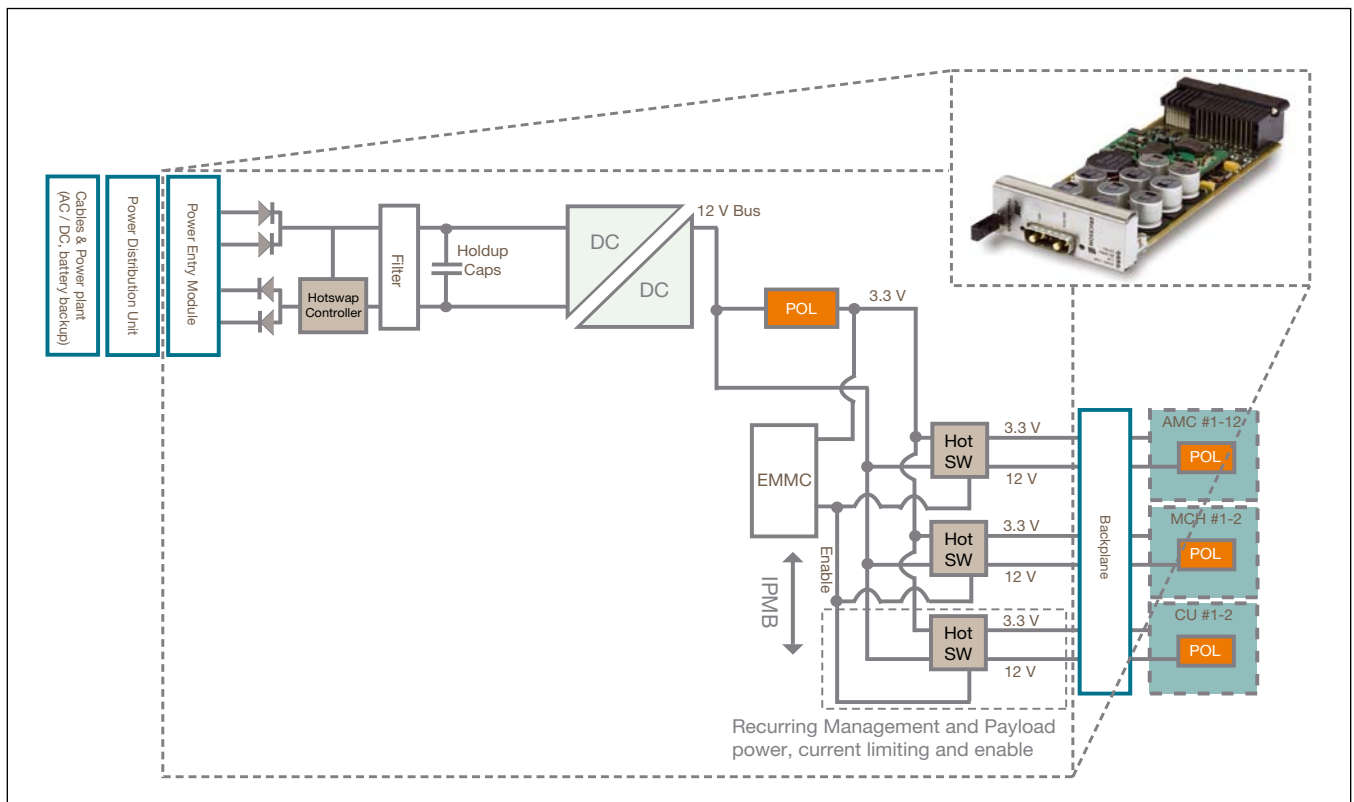 Cables & Power plant
(AC / DC, battery backup)
Power Distribution Unit
Power Entry Module
Hotswap
Controller
Filter
Holdup
Caps
DC
DC
12 V Bus
POL
3.3 V
EMMC
Enable
IPMB
Hot
SW
3.3 V
12 V
Hot
SW
3.3 V
12 V
Hot
SW
3.3 V
12 V
Backplane
AMC #1-12
POL
MCH #1-2
POL
CU #1-2
POL
Recurring Management and Payload
power, current limiting and enable